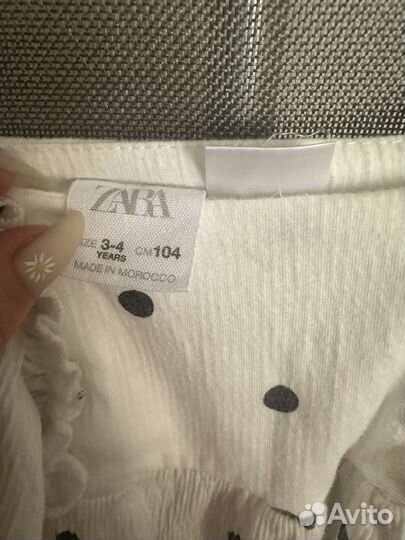 ZARA
SIZE 3-4 CM 104
YEARS
MADE IN MOROCCO
Avito